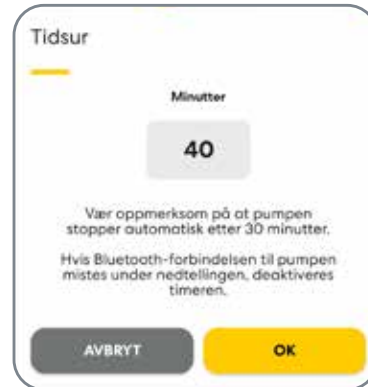 Tidsur
Minutter
40
Vær oppmerksom på at pumpen
stopper automatisk etter 30 minutter.
Hvis Bluetooth-forbindelsen til pumpen
mistes under nedtellingen, deaktiveres
timeren.
AVBRYT
OK